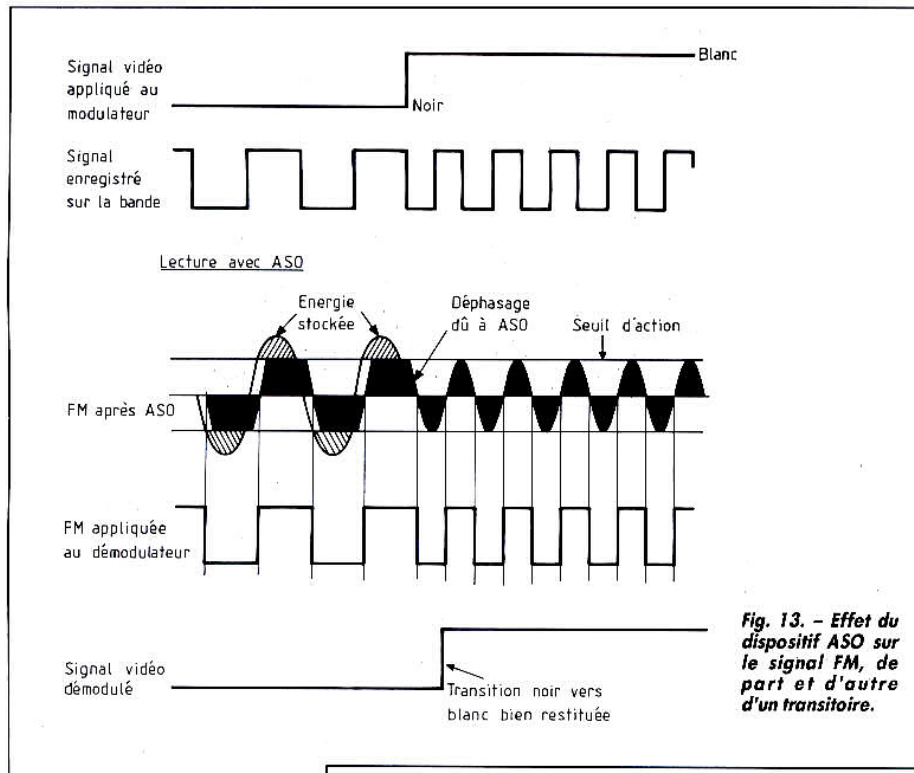 Signal vidéo
appliqué au
modulateur
Blanc
Noir
Signal
enregistré
sur la bande
Lecture avec ASO
Energie
stockée
Déphasage
dû à ASO
Seuil d'action
FM après ASO
FM appliquée
au démodulateur
Signal vidéo
démodulé
Transition noir vers
blanc bien restituée
Fig. 13. – Effet du
dispositif ASO sur
le signal FM, de
part et d'autre
d'un transitoire.